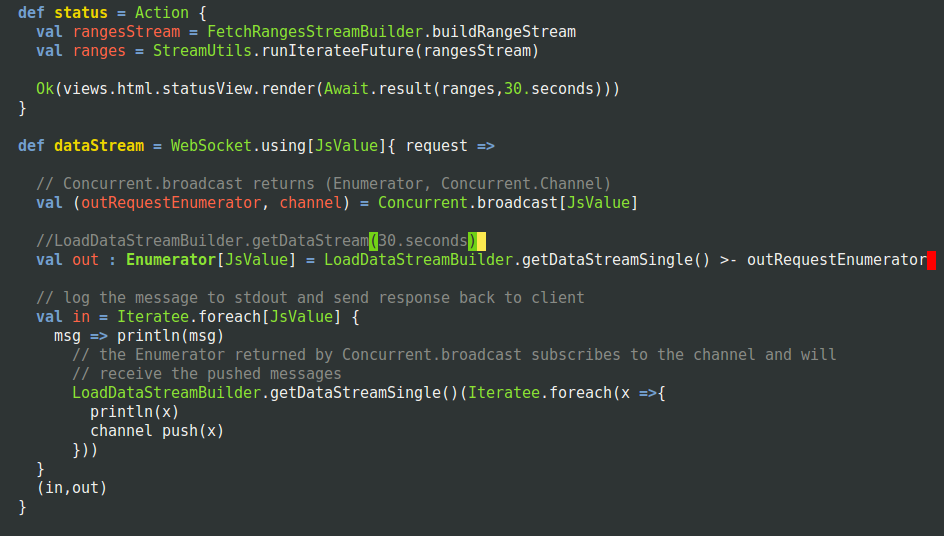 def status = Action {
  val rangesStream = FetchRangesStreamBuilder.buildRangeStream
  val ranges = StreamUtils.runIterateeFuture(rangesStream)

  Ok(views.html.statusView.render(Await.result(ranges,30.seconds)))
}

def dataStream = WebSocket.using[JsValue]{ request =>

  // Concurrent.broadcast returns (Enumerator, Concurrent.Channel)
  val (outRequestEnumerator, channel) = Concurrent.broadcast[JsValue]

  //LoadDataStreamBuilder.getDataStream(30.seconds)
  val out : Enumerator[JsValue] = LoadDataStreamBuilder.getDataStreamSingle() >- outRequestEnumerator

  // log the message to stdout and send response back to client
  val in = Iteratee.foreach[JsValue] {
    msg => println(msg)
      // the Enumerator returned by Concurrent.broadcast subscribes to the channel and will
      // receive the pushed messages
      LoadDataStreamBuilder.getDataStreamSingle()(Iteratee.foreach(x =>{
        println(x)
        channel push(x)
      }))
  }
  (in,out)
}